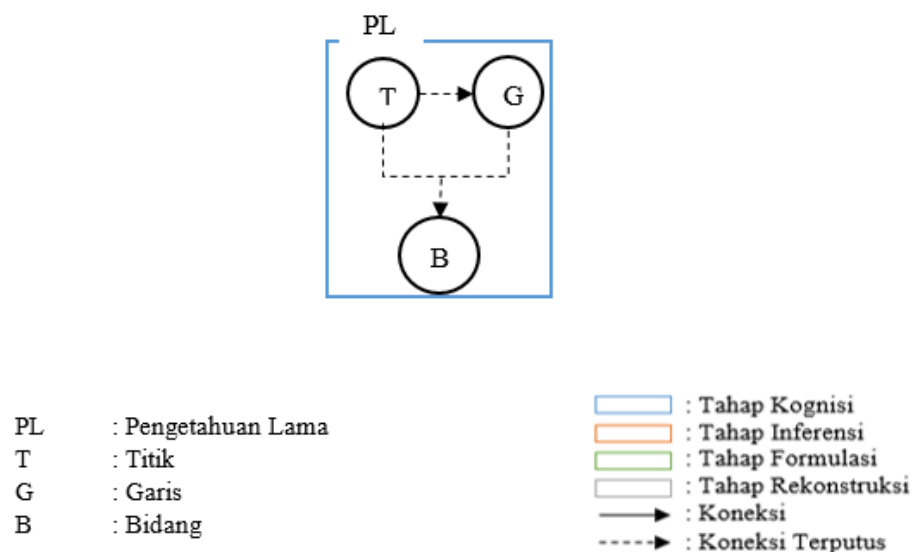 PL
T
G
B
PL : Pengetahuan Lama
T : Titik
G : Garis
B : Bidang
: Tahap Kognisi
: Tahap Inferensi
: Tahap Formulasi
: Tahap Rekonstruksi
: Koneksi
: Koneksi Terputus